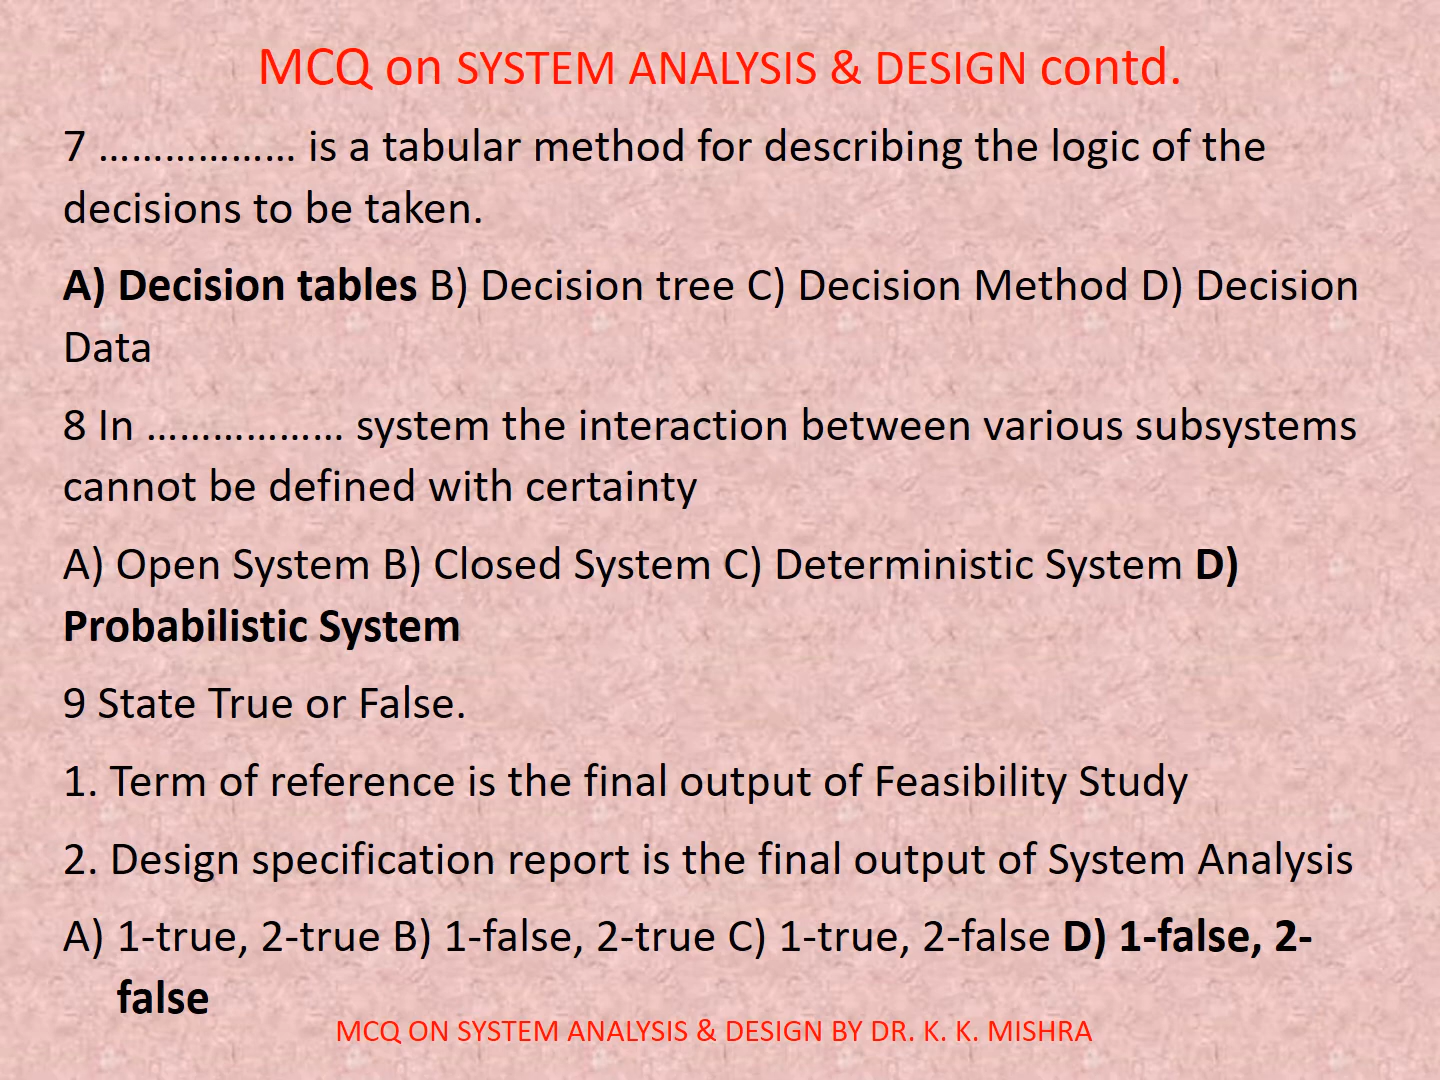 MCQ on SYSTEM ANALYSIS & DESIGN contd.
7 ……………… is a tabular method for describing the logic of the
decisions to be taken.
A) Decision tables B) Decision tree C) Decision Method D) Decision
Data
8 In ……………… system the interaction between various subsystems
cannot be defined with certainty
A) Open System B) Closed System C) Deterministic System D)
Probabilistic System
9 State True or False.
1. Term of reference is the final output of Feasibility Study
2. Design specification report is the final output of System Analysis
A) 1-true, 2-true B) 1-false, 2-true C) 1-true, 2-false D) 1-false, 2-
false
MCQ ON SYSTEM ANALYSIS & DESIGN BY DR. K. K. MISHRA